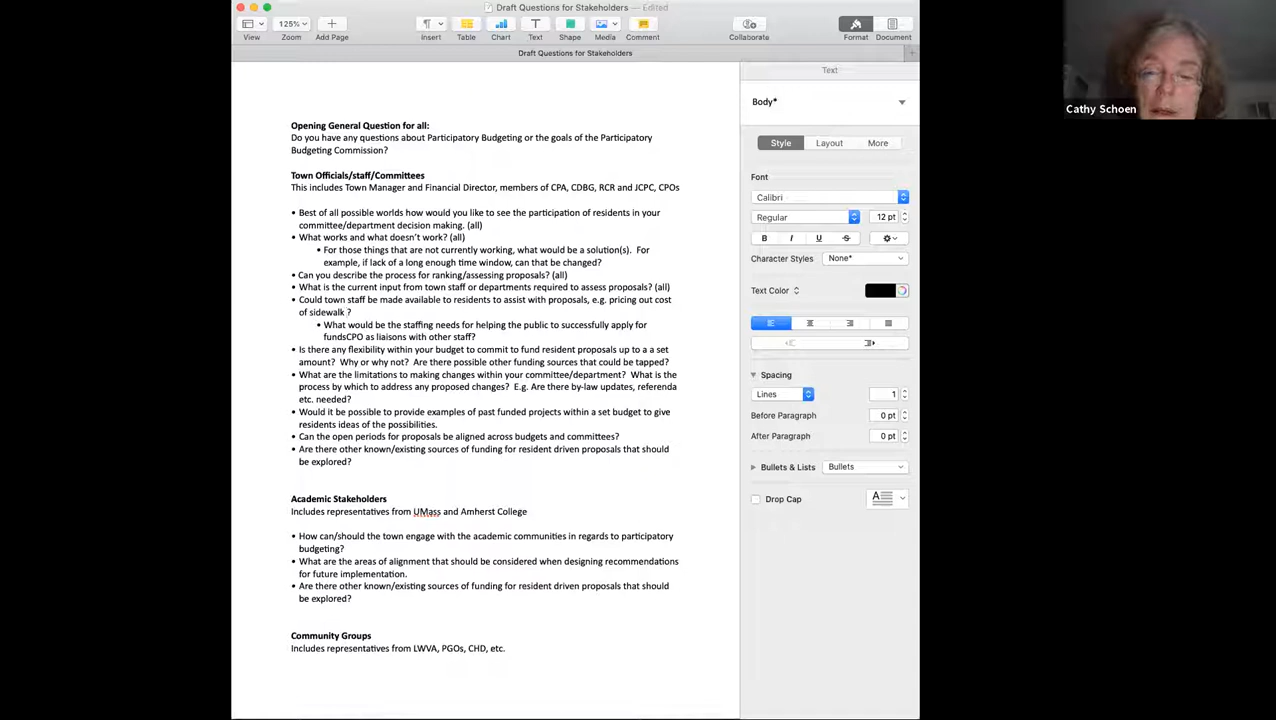 Draft Questions for Stakeholders — Edited
View
125%
Zoom
Add Page
Insert
Table
Chart
Text
Shape
Media
Comment
Collaborate
Format
Document
Draft Questions for Stakeholders
Opening General Question for all:
Do you have any questions about Participatory Budgeting or the goals of the Participatory
Budgeting Commission?
Town Officials/staff/Committees
This includes Town Manager and Financial Director, members of CPA, CDBG, RCR and JCPC, CPOs
• Best of all possible worlds how would you like to see the participation of residents in your
committee/department decision making. (all)
• What works and what doesn't work? (all)
• For those things that are not currently working, what would be a solution(s). For
example, if lack of a long enough time window, can that be changed?
• Can you describe the process for ranking/assessing proposals? (all)
• What is the current input from town staff or departments required to assess proposals? (all)
• Could town staff be made available to residents to assist with proposals, e.g. pricing out cost
of sidewalk ?
• What would be the staffing needs for helping the public to successfully apply for
fundsCPO as liaisons with other staff?
• Is there any flexibility within your budget to commit to fund resident proposals up to a a set
amount? Why or why not? Are there possible other funding sources that could be tapped?
• What are the limitations to making changes within your committee/department? What is the
process by which to address any proposed changes? E.g. Are there by-law updates, referenda
etc. needed?
• Would it be possible to provide examples of past funded projects within a set budget to give
residents ideas of the possibilities.
• Can the open periods for proposals be aligned across budgets and committees?
• Are there other known/existing sources of funding for resident driven proposals that should
be explored?
Academic Stakeholders
Includes representatives from UMass and Amherst College
• How can/should the town engage with the academic communities in regards to participatory
budgeting?
• What are the areas of alignment that should be considered when designing recommendations
for future implementation.
• Are there other known/existing sources of funding for resident driven proposals that should
be explored?
Community Groups
Includes representatives from LWVA, PGOs, CHD, etc.
Text
Body*
Style
Layout
More
Font
Calibri
Regular
12 pt
B I U S
Character Styles
None*
Text Color
Spacing
Lines
1
Before Paragraph
0 pt
After Paragraph
0 pt
Bullets & Lists
Bullets
Drop Cap
A
Cathy Schoen